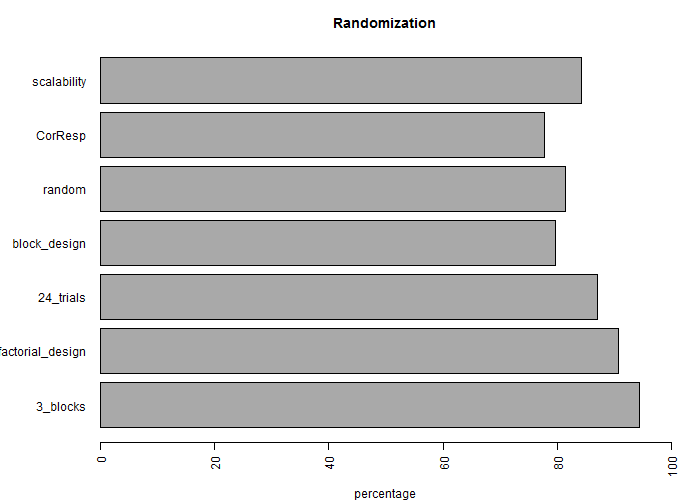 Randomization
scalability
CorResp
random
block_design
24_trials
factorial_design
3_blocks
0
20
40
60
80
100
percentage